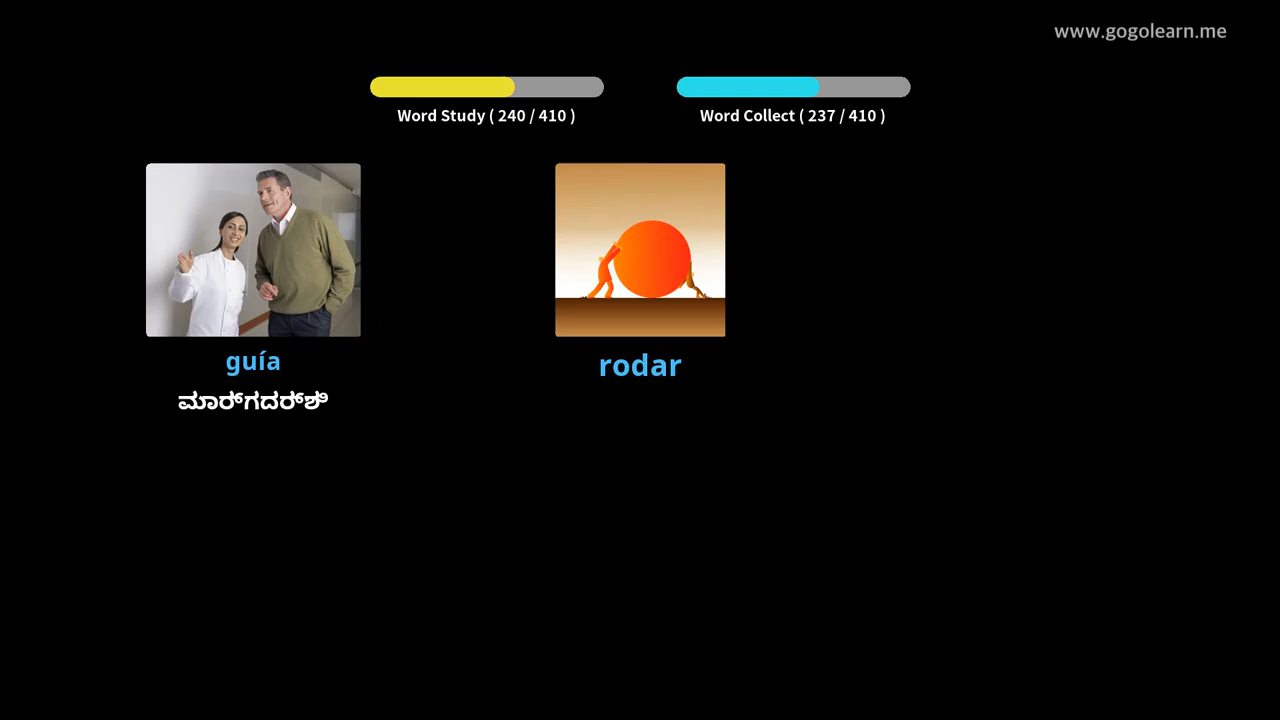 www.gogolearn.me
Word Study ( 240 / 410 )
Word Collect ( 237 / 410 )
guía
rodar
ಮಾರ್‍ಗದರ್‍ಶಿ